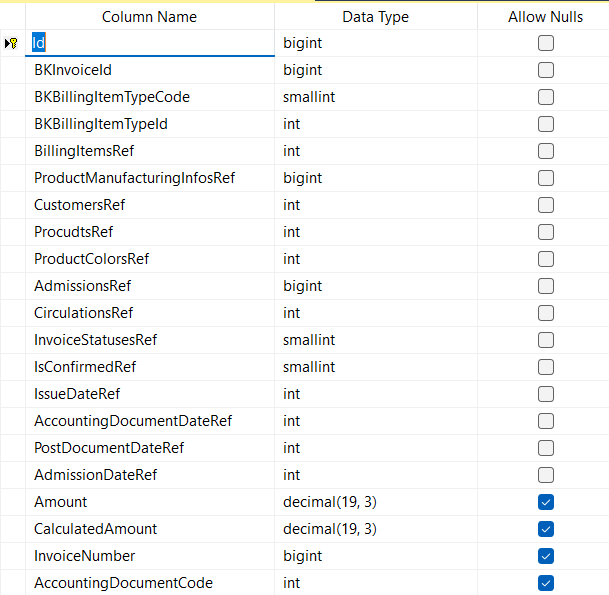 Column Name Data Type Allow Nulls
Id bigint
BKInvoiceId bigint
BKBillingItemTypeCode smallint
BKBillingItemTypeId int
BillingItemsRef int
ProductManufacturingInfosRef bigint
CustomersRef int
ProcudtsRef int
ProductColorsRef int
AdmissionsRef bigint
CirculationsRef int
InvoiceStatusesRef smallint
IsConfirmedRef smallint
IssueDateRef int
AccountingDocumentDateRef int
PostDocumentDateRef int
AdmissionDateRef int
Amount decimal(19, 3)
CalculatedAmount decimal(19, 3)
InvoiceNumber bigint
AccountingDocumentCode int